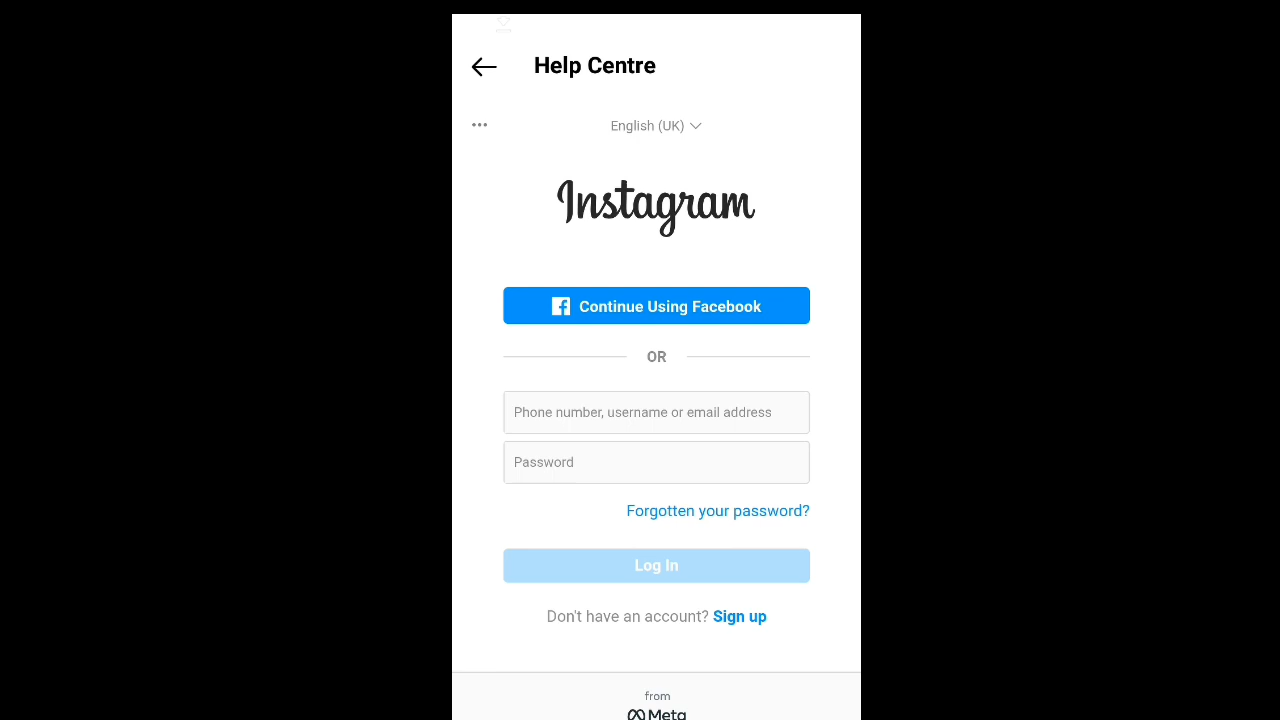 Help Centre
English (UK)
Instagram
Continue Using Facebook
OR
Phone number, username or email address
Password
Forgotten your password?
Log In
Don't have an account? Sign up
from
Meta